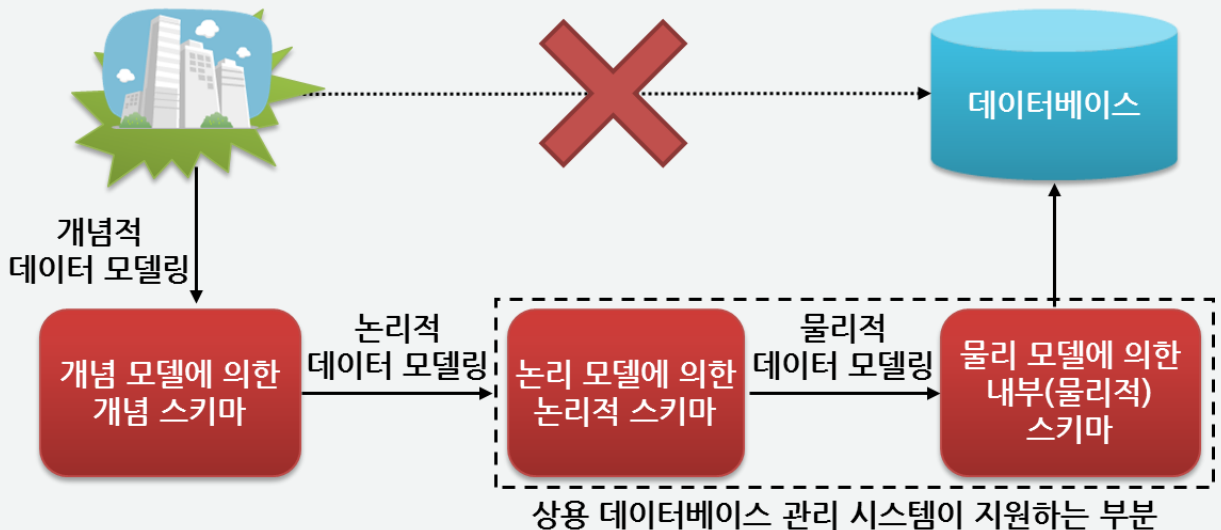 데이터베이스
개념적
데이터 모델링
개념 모델에 의한
개념 스키마
논리적
데이터 모델링
논리 모델에 의한
논리적 스키마
물리적
데이터 모델링
물리 모델에 의한
내부(물리적)
스키마
상용 데이터베이스 관리 시스템이 지원하는 부분